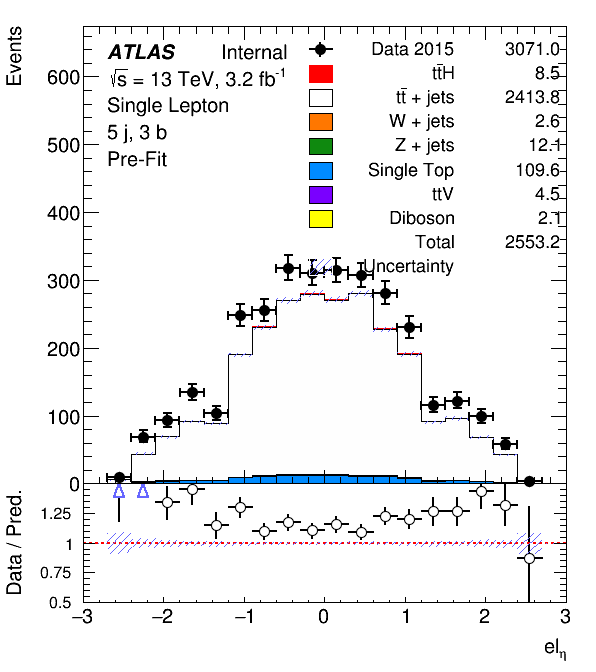 Events
ATLAS Internal
√s = 13 TeV, 3.2 fb⁻¹
Single Lepton
5 j, 3 b
Pre-Fit
Data 2015 3071.0
tt̄H 8.5
tt̄ + jets 2413.8
W + jets 2.6
Z + jets 12.1
Single Top 109.6
ttV 4.5
Diboson 2.1
Total 2553.2
Uncertainty
600
500
400
300
200
100
0
Data / Pred.
1.25
1
0.75
0.5
−3 −2 −1 0 1 2 3
el_η